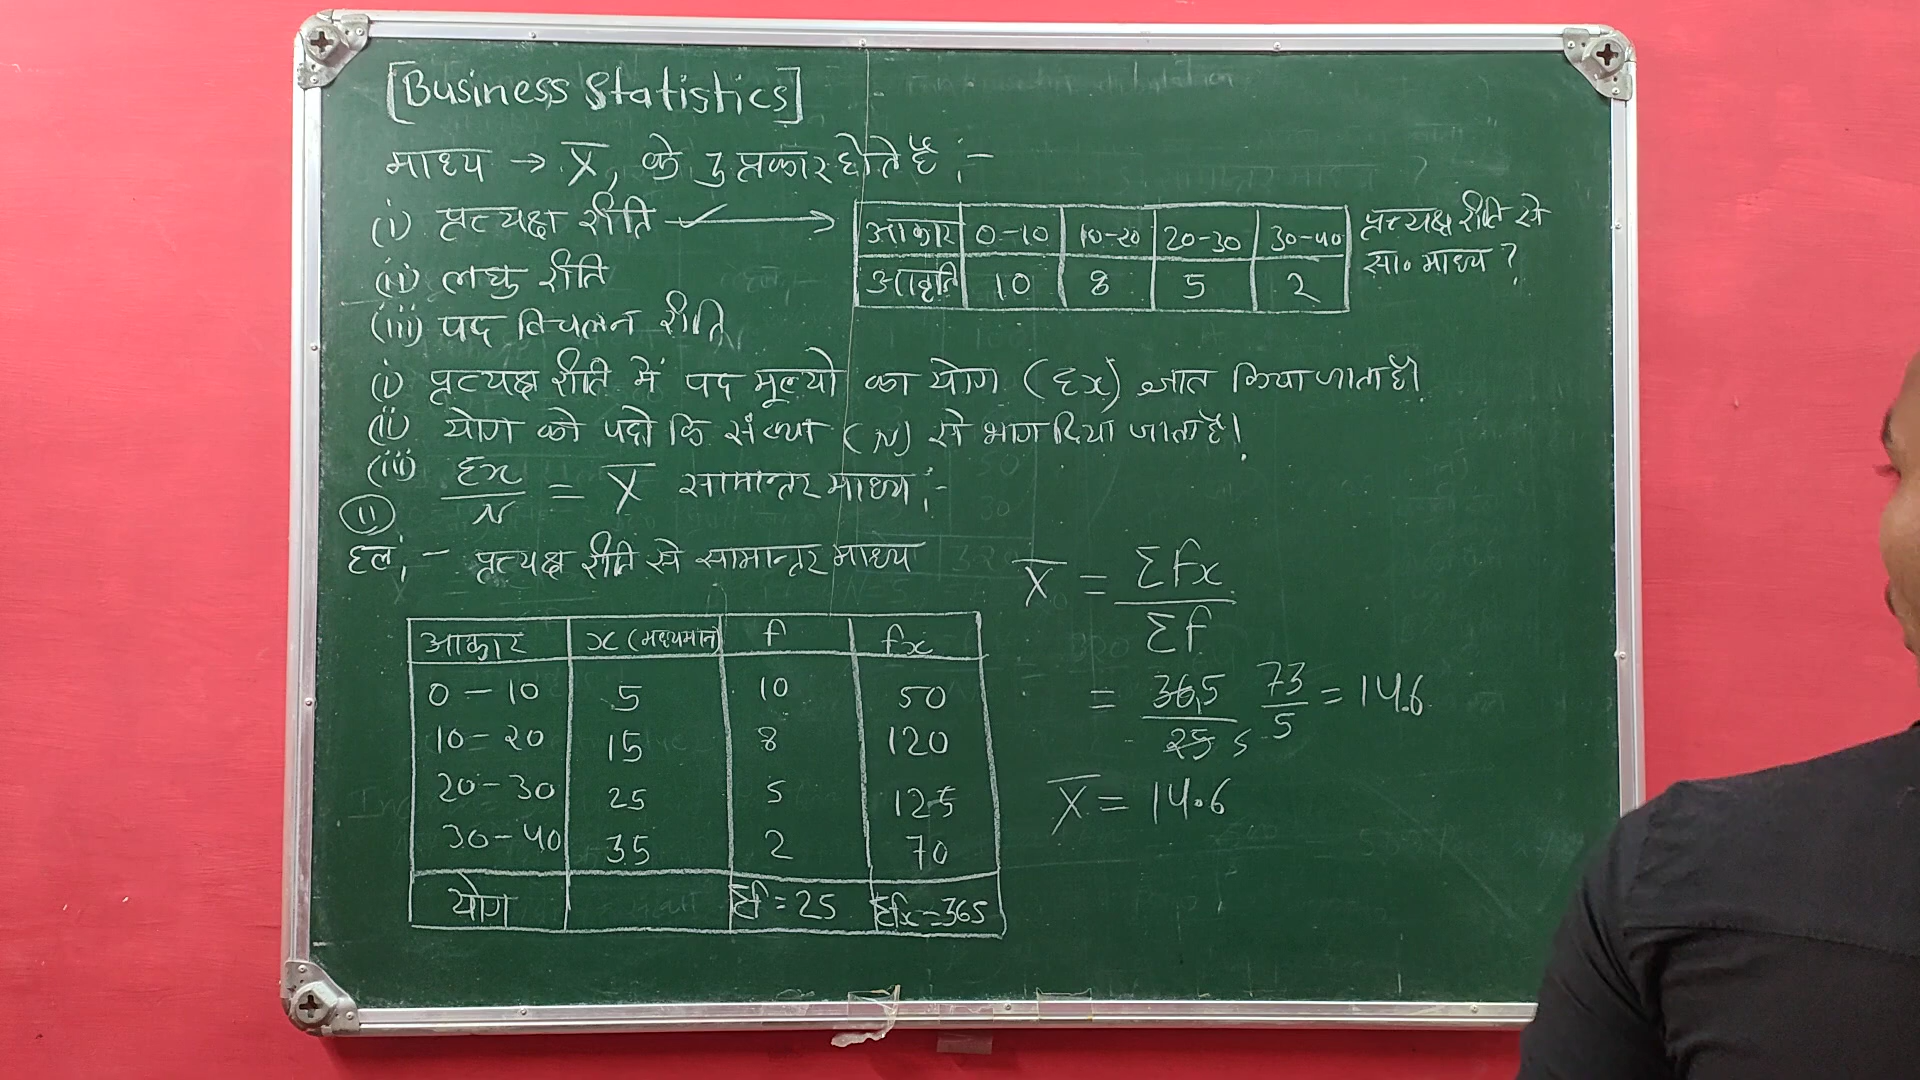 [Business Statistics]
माध्य → X̅, के 3 प्रकार होते है :-
(i) प्रत्यक्ष रीति ✓ →
(ii) लघु रीति
(iii) पद विचलन रीति
आकार 0-10 10-20 20-30 30-40
आवृति 10 8 5 2
प्रत्यक्ष रीति से
सा० माध्य ?
(i) प्रत्यक्ष रीति में पद मूल्यो का योग (Σx) ज्ञात किया जाता है।
(ii) योग को पदो कि संख्या (N) से भाग दिया जाता है।
(iii) Σx/N = X̅ सामान्तर माध्य :-
(11)
हल :- प्रत्यक्ष रीति से सामान्तर माध्य
आकार x (मध्यमान) f fx
0-10 5 10 50
10-20 15 8 120
20-30 25 5 125
30-40 35 2 70
योग Σf=25 Σfx=365
X̅ = Σfx/Σf
= 365/25 5 73/5 = 14.6
X̅ = 14.6